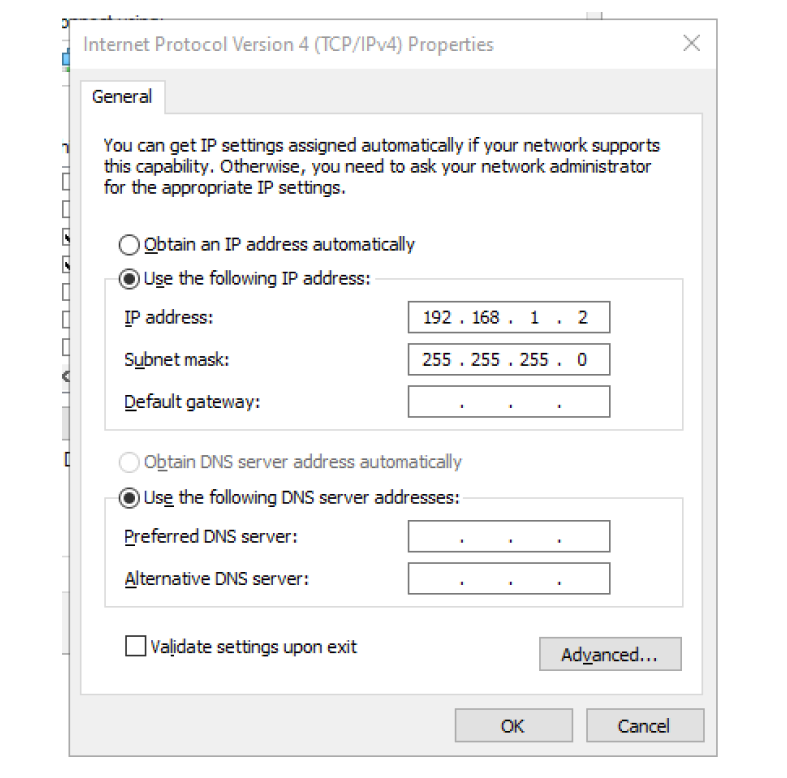 Internet Protocol Version 4 (TCP/IPv4) Properties
General
You can get IP settings assigned automatically if your network supports
this capability. Otherwise, you need to ask your network administrator
for the appropriate IP settings.
Obtain an IP address automatically
Use the following IP address:
IP address: 192 . 168 . 1 . 2
Subnet mask: 255 . 255 . 255 . 0
Default gateway: . . .
Obtain DNS server address automatically
Use the following DNS server addresses:
Preferred DNS server: . . .
Alternative DNS server: . . .
Validate settings upon exit
Advanced...
OK Cancel